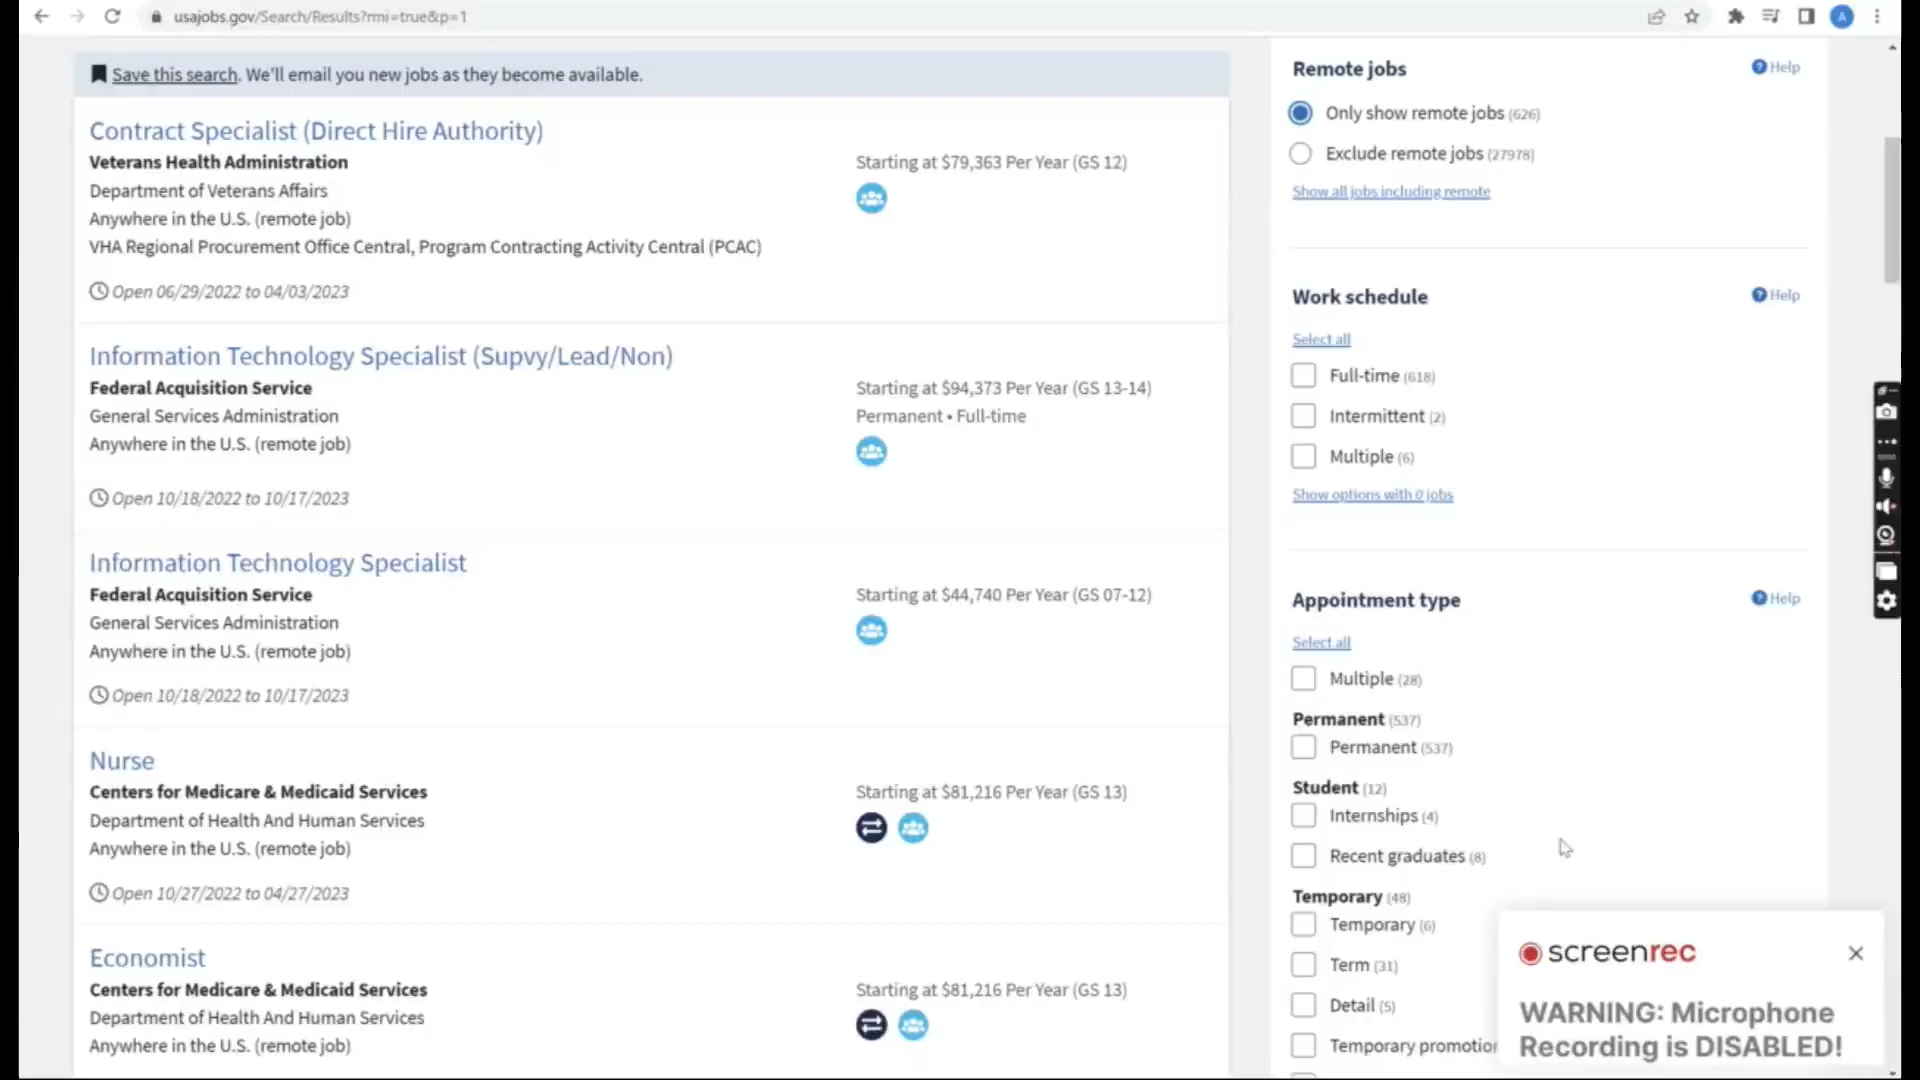 usajobs.gov/Search/Results?rmi=true&p=1
A
Save this search. We'll email you new jobs as they become available.
Contract Specialist (Direct Hire Authority)
Veterans Health Administration
Starting at $79,363 Per Year (GS 12)
Department of Veterans Affairs
Anywhere in the U.S. (remote job)
VHA Regional Procurement Office Central, Program Contracting Activity Central (PCAC)
Open 06/29/2022 to 04/03/2023
Information Technology Specialist (Supvy/Lead/Non)
Federal Acquisition Service
Starting at $94,373 Per Year (GS 13-14)
General Services Administration
Permanent • Full-time
Anywhere in the U.S. (remote job)
Open 10/18/2022 to 10/17/2023
Information Technology Specialist
Federal Acquisition Service
Starting at $44,740 Per Year (GS 07-12)
General Services Administration
Anywhere in the U.S. (remote job)
Open 10/18/2022 to 10/17/2023
Nurse
Centers for Medicare & Medicaid Services
Starting at $81,216 Per Year (GS 13)
Department of Health And Human Services
Anywhere in the U.S. (remote job)
Open 10/27/2022 to 04/27/2023
Economist
Centers for Medicare & Medicaid Services
Starting at $81,216 Per Year (GS 13)
Department of Health And Human Services
Anywhere in the U.S. (remote job)
Remote jobs
Help
Only show remote jobs (626)
Exclude remote jobs (27978)
Show all jobs including remote
Work schedule
Help
Select all
Full-time (618)
Intermittent (2)
Multiple (6)
Show options with 0 jobs
Appointment type
Help
Select all
Multiple (28)
Permanent (537)
Permanent (537)
Student (12)
Internships (4)
Recent graduates (8)
Temporary (48)
Temporary (6)
Term (31)
Detail (5)
Temporary promotion
screenrec
WARNING: Microphone
Recording is DISABLED!